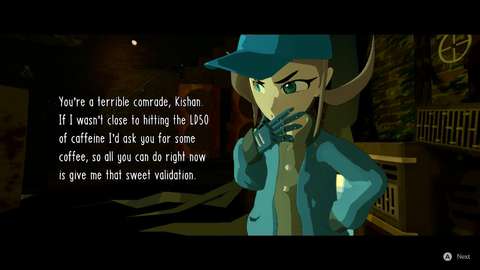 You're a terrible comrade, Kishan.
If I wasn't close to hitting the LD50
of caffeine I'd ask you for some
coffee, so all you can do right now
is give me that sweet validation.
A Next